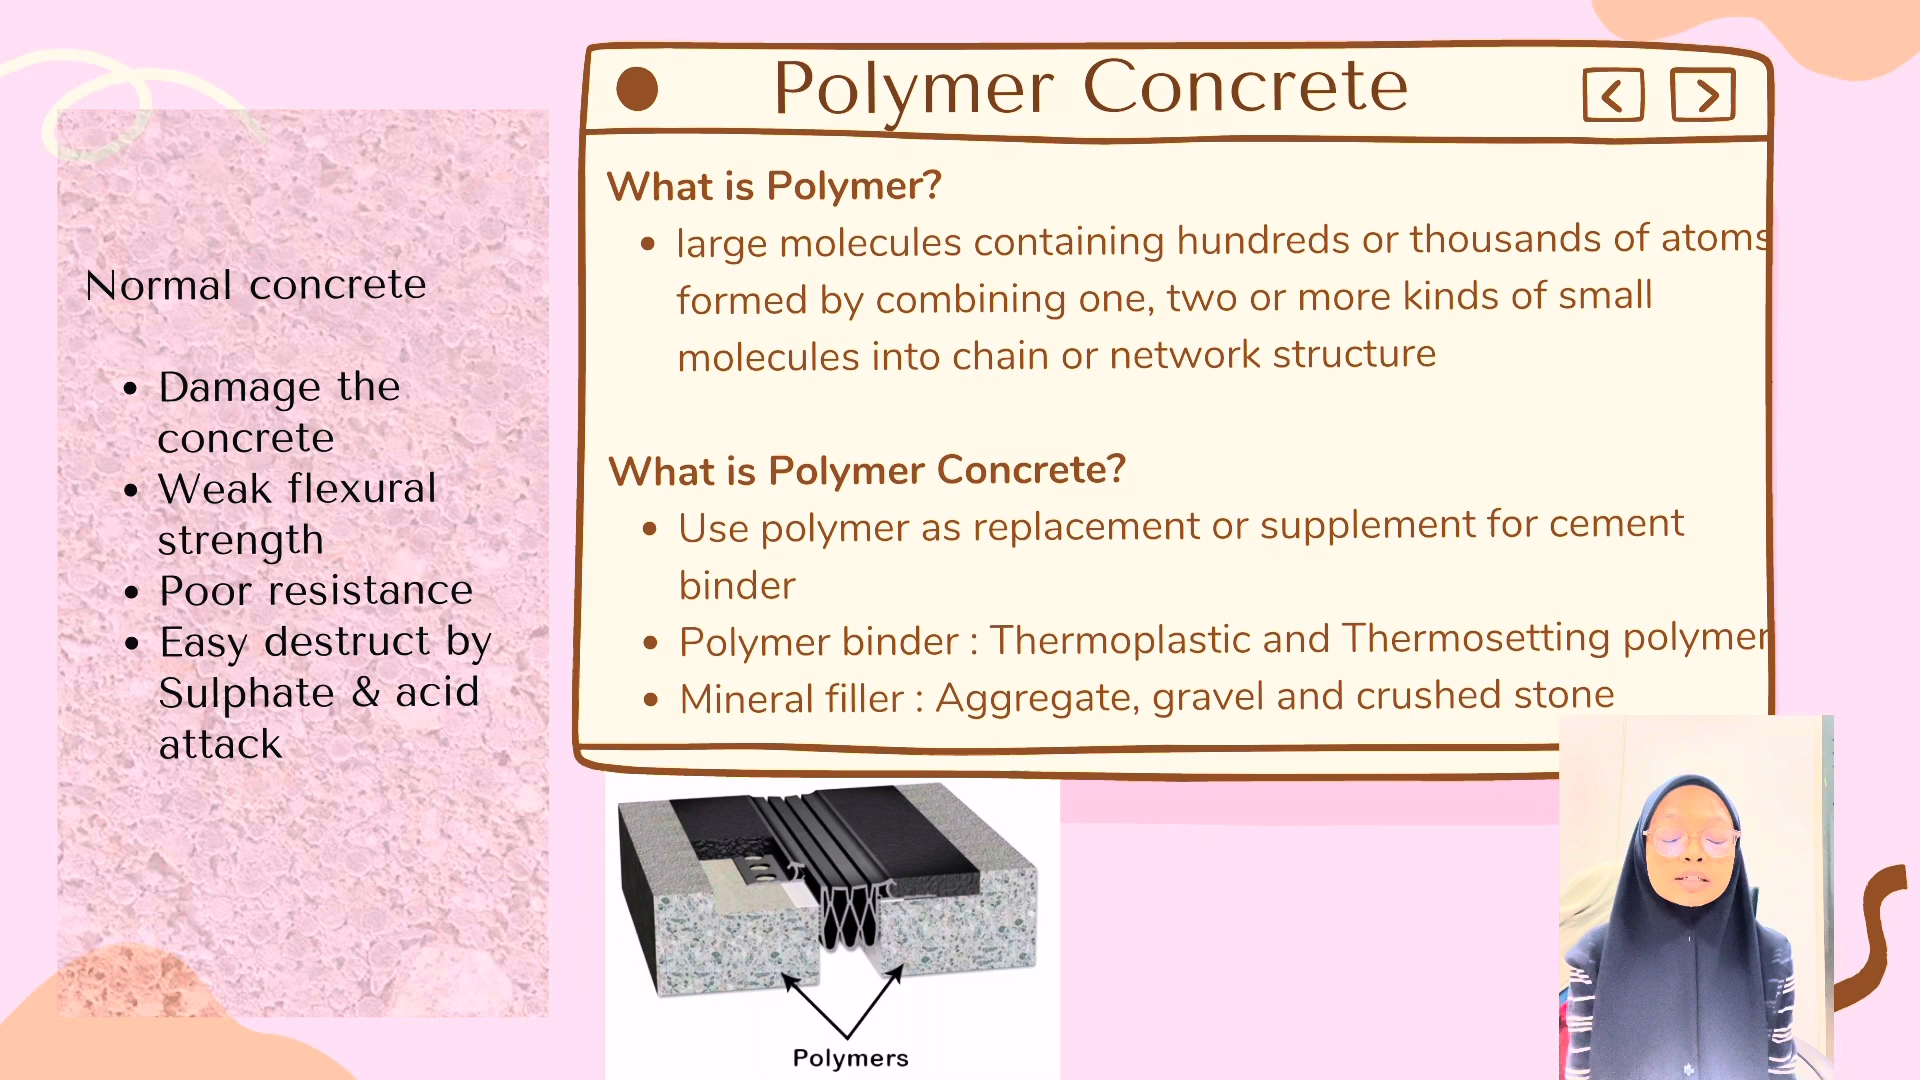 Polymer Concrete
Normal concrete
Damage the
concrete
Weak flexural
strength
Poor resistance
Easy destruct by
Sulphate & acid
attack
What is Polymer?
large molecules containing hundreds or thousands of atoms
formed by combining one, two or more kinds of small
molecules into chain or network structure
What is Polymer Concrete?
Use polymer as replacement or supplement for cement
binder
Polymer binder : Thermoplastic and Thermosetting polymer
Mineral filler : Aggregate, gravel and crushed stone
Polymers